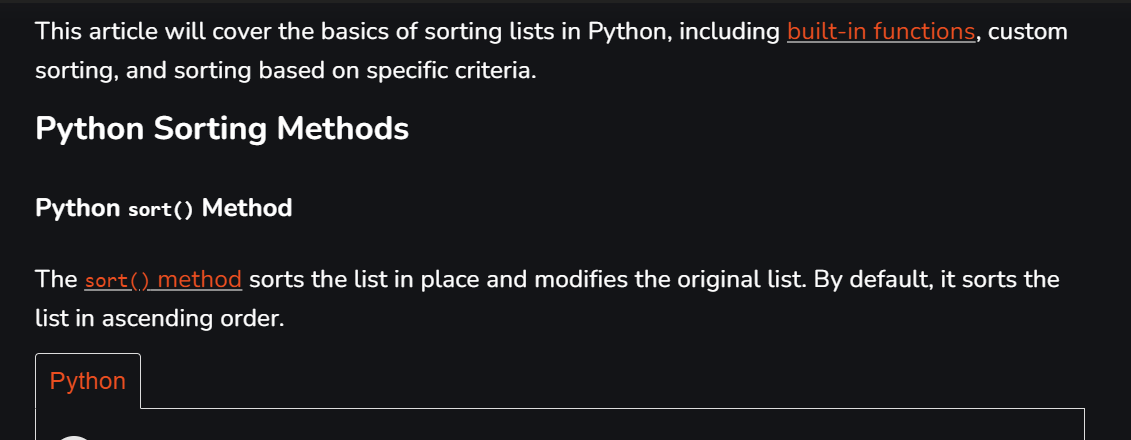 This article will cover the basics of sorting lists in Python, including built-in functions, custom
sorting, and sorting based on specific criteria.
Python Sorting Methods
Python sort() Method
The sort() method sorts the list in place and modifies the original list. By default, it sorts the
list in ascending order.
Python